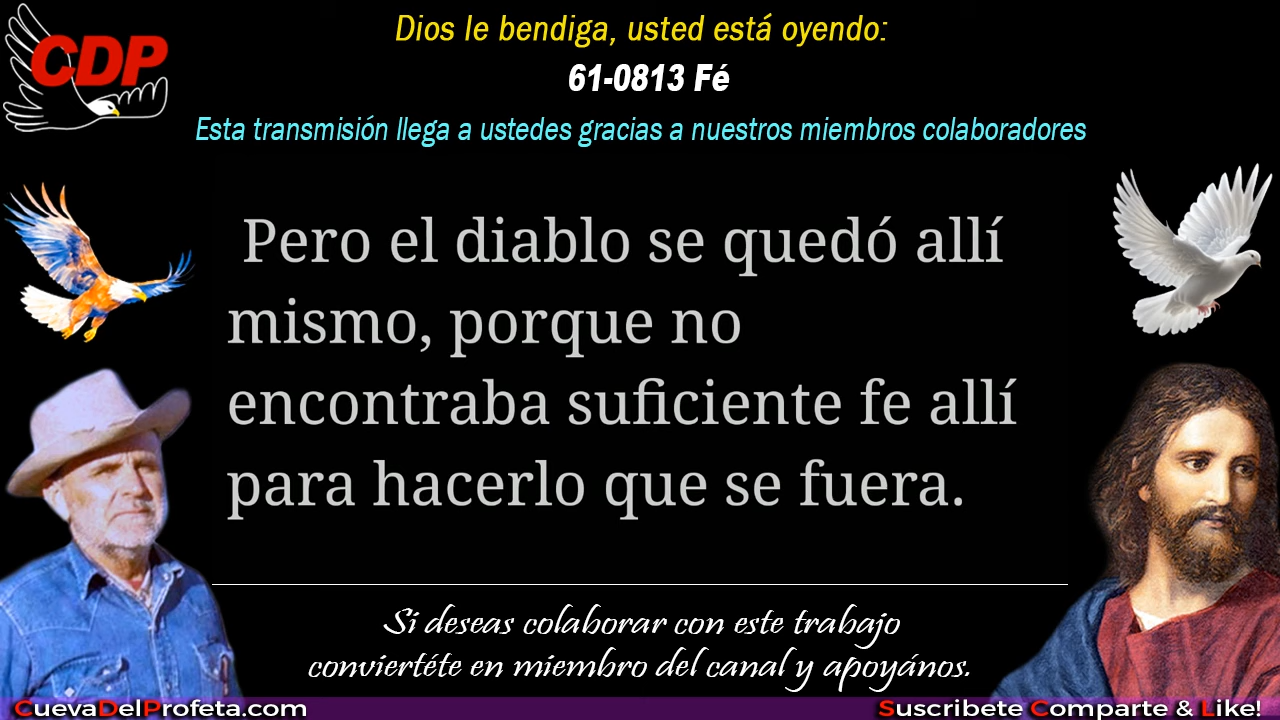 CDP
Dios le bendiga, usted está oyendo:
61-0813 Fé
Esta transmisión llega a ustedes gracias a nuestros miembros colaboradores
Pero el diablo se quedó allí
mismo, porque no
encontraba suficiente fe allí
para hacerlo que se fuera.
Si deseas colaborar con este trabajo
conviertéte en miembro del canal y apoyános.
CuevaDelProfeta.com
Suscribete Comparte & Like!